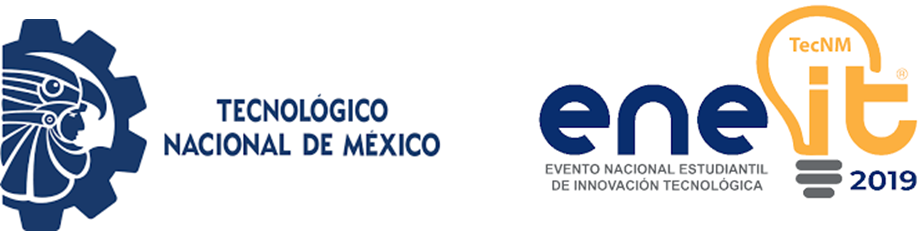 TECNOLÓGICO
NACIONAL DE MÉXICO
TecNM
eneit®
EVENTO NACIONAL ESTUDIANTIL
DE INNOVACIÓN TECNOLÓGICA
2019